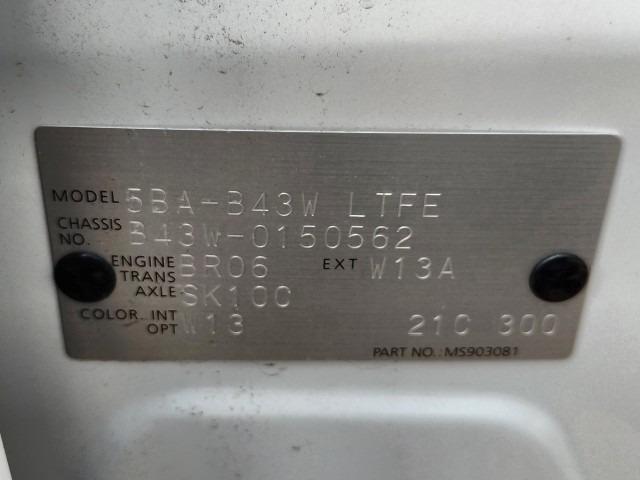 MODEL 5BA-B43W LTFE
CHASSIS NO. B43W-0150562
ENGINE BR06 EXT W13A
TRANS AXLE SK10C
COLOR. INT W13
OPT 21C 300
PART NO.: MS903081